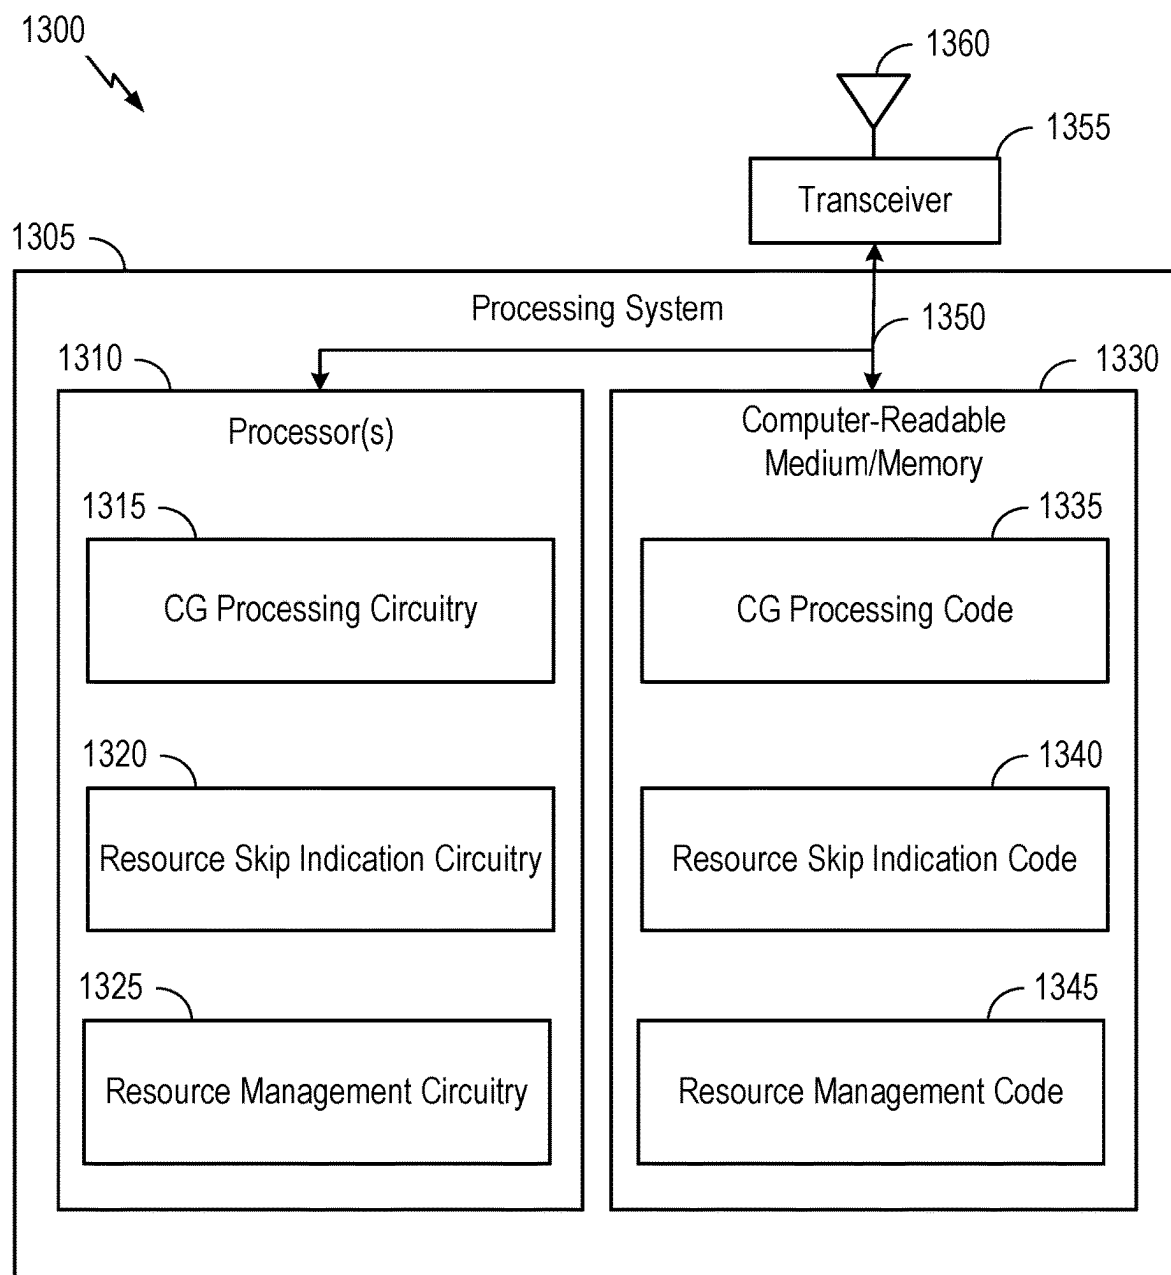 1300
1360
1355
Transceiver
1305
Processing System
1350
1310
1330
Processor(s)
Computer-Readable
Medium/Memory
1315
1335
CG Processing Circuitry
CG Processing Code
1320
1340
Resource Skip Indication Circuitry
Resource Skip Indication Code
1325
1345
Resource Management Circuitry
Resource Management Code